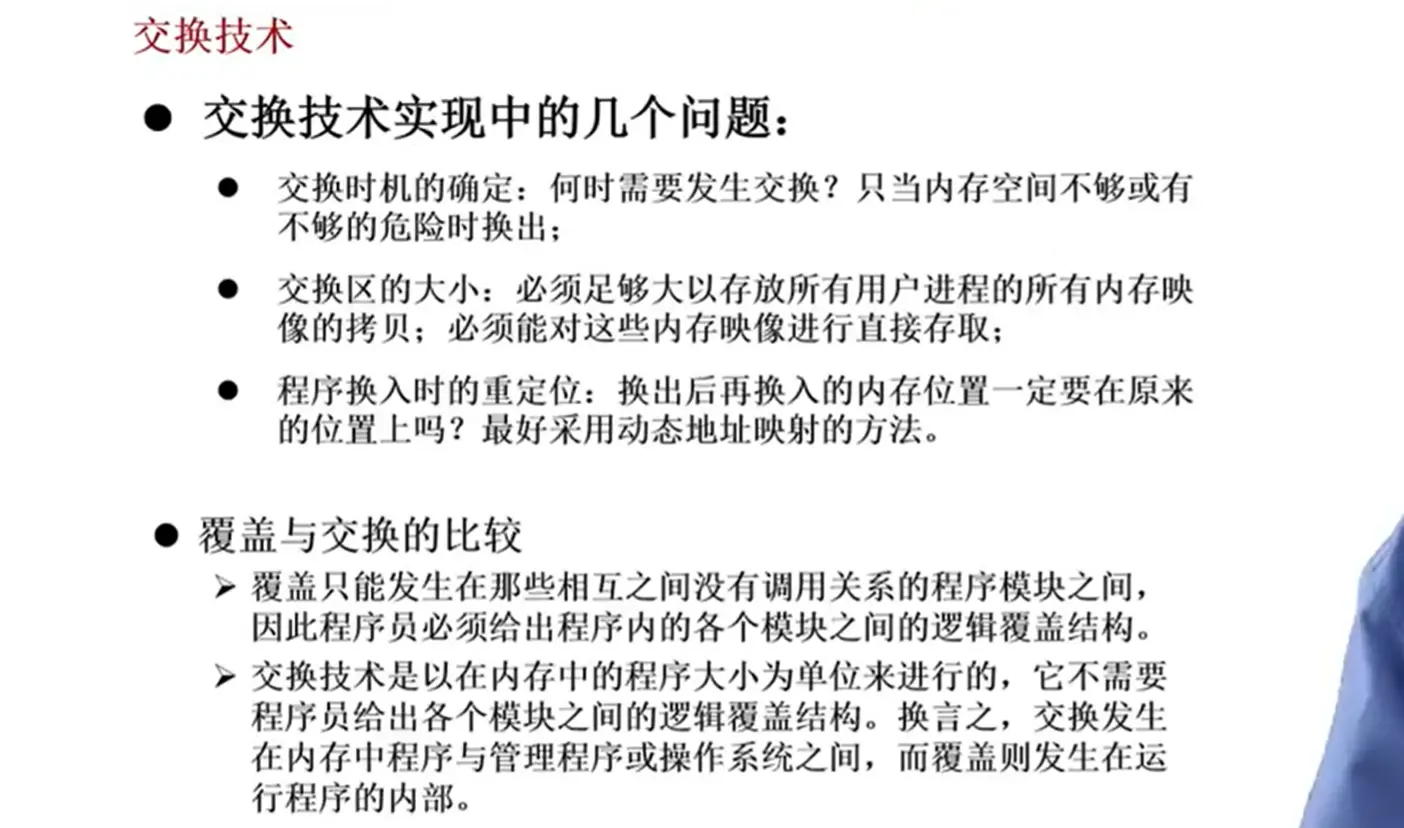 交换技术
● 交换技术实现中的几个问题：
● 交换时机的确定：何时需要发生交换？只当内存空间不够或有
不够的危险时换出；
● 交换区的大小：必须足够大以存放所有用户进程的所有内存映
像的拷贝；必须能对这些内存映像进行直接存取；
● 程序换入时的重定位：换出后再换入的内存位置一定要在原来
的位置上吗？最好采用动态地址映射的方法。
● 覆盖与交换的比较
➢ 覆盖只能发生在那些相互之间没有调用关系的程序模块之间，
因此程序员必须给出程序内的各个模块之间的逻辑覆盖结构。
➢ 交换技术是以在内存中的程序大小为单位来进行的，它不需要
程序员给出各个模块之间的逻辑覆盖结构。换言之，交换发生
在内存中程序与管理程序或操作系统之间，而覆盖则发生在运
行程序的内部。